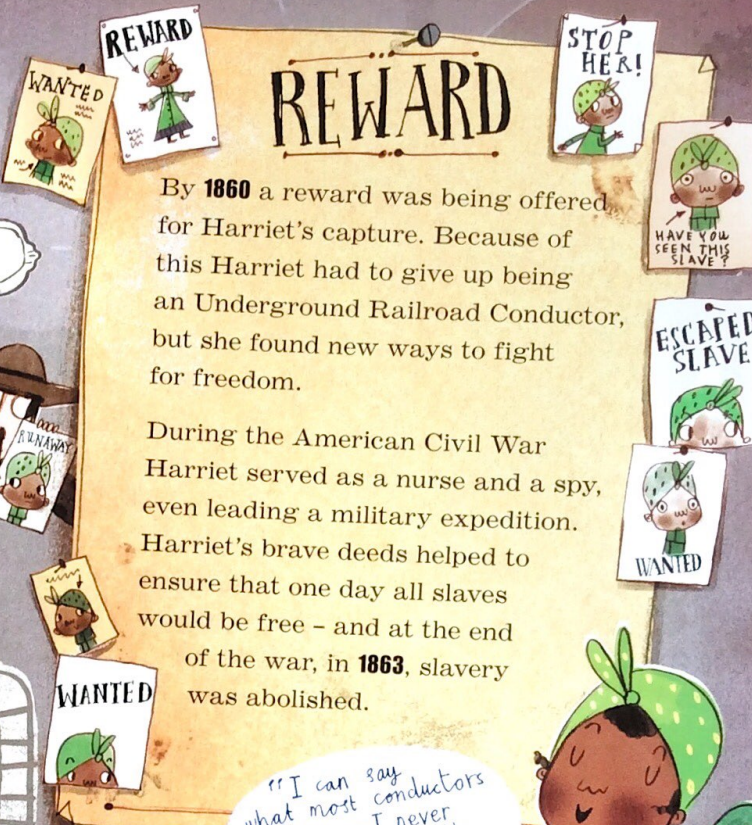 REWARD
WANTED
STOP
HER!
REWARD
By 1860 a reward was being offered
for Harriet's capture. Because of
this Harriet had to give up being
an Underground Railroad Conductor,
but she found new ways to fight
for freedom.
HAVE YOU
SEEN THIS
SLAVE?
ESCAPED
SLAVE
RUNAWAY
During the American Civil War
Harriet served as a nurse and a spy,
even leading a military expedition.
Harriet's brave deeds helped to
ensure that one day all slaves
would be free – and at the end
of the war, in 1863, slavery
was abolished.
WANTED
WANTED
"I can say
what most conductors
I never